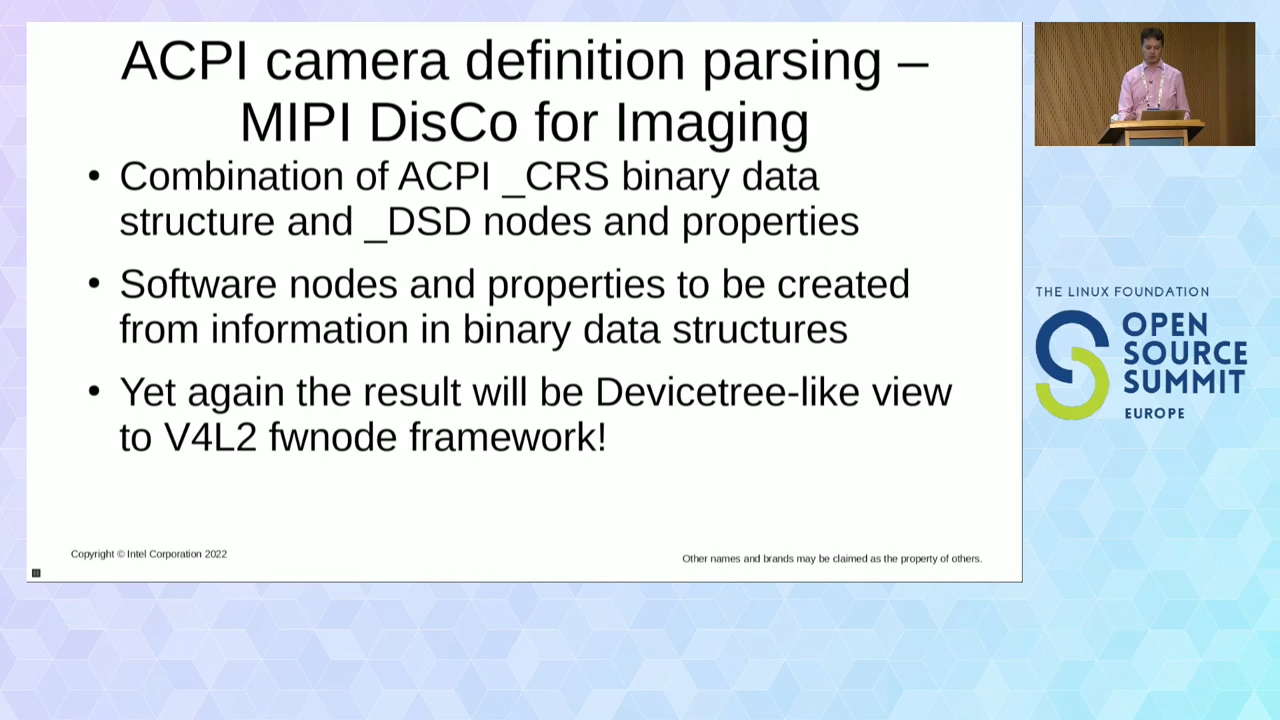 ACPI camera definition parsing –
MIPI DisCo for Imaging
• Combination of ACPI _CRS binary data
structure and _DSD nodes and properties
• Software nodes and properties to be created
from information in binary data structures
• Yet again the result will be Devicetree-like view
to V4L2 fwnode framework!
Copyright © Intel Corporation 2022
Other names and brands may be claimed as the property of others.
THE LINUX FOUNDATION
OPEN
SOURCE
SUMMIT
EUROPE